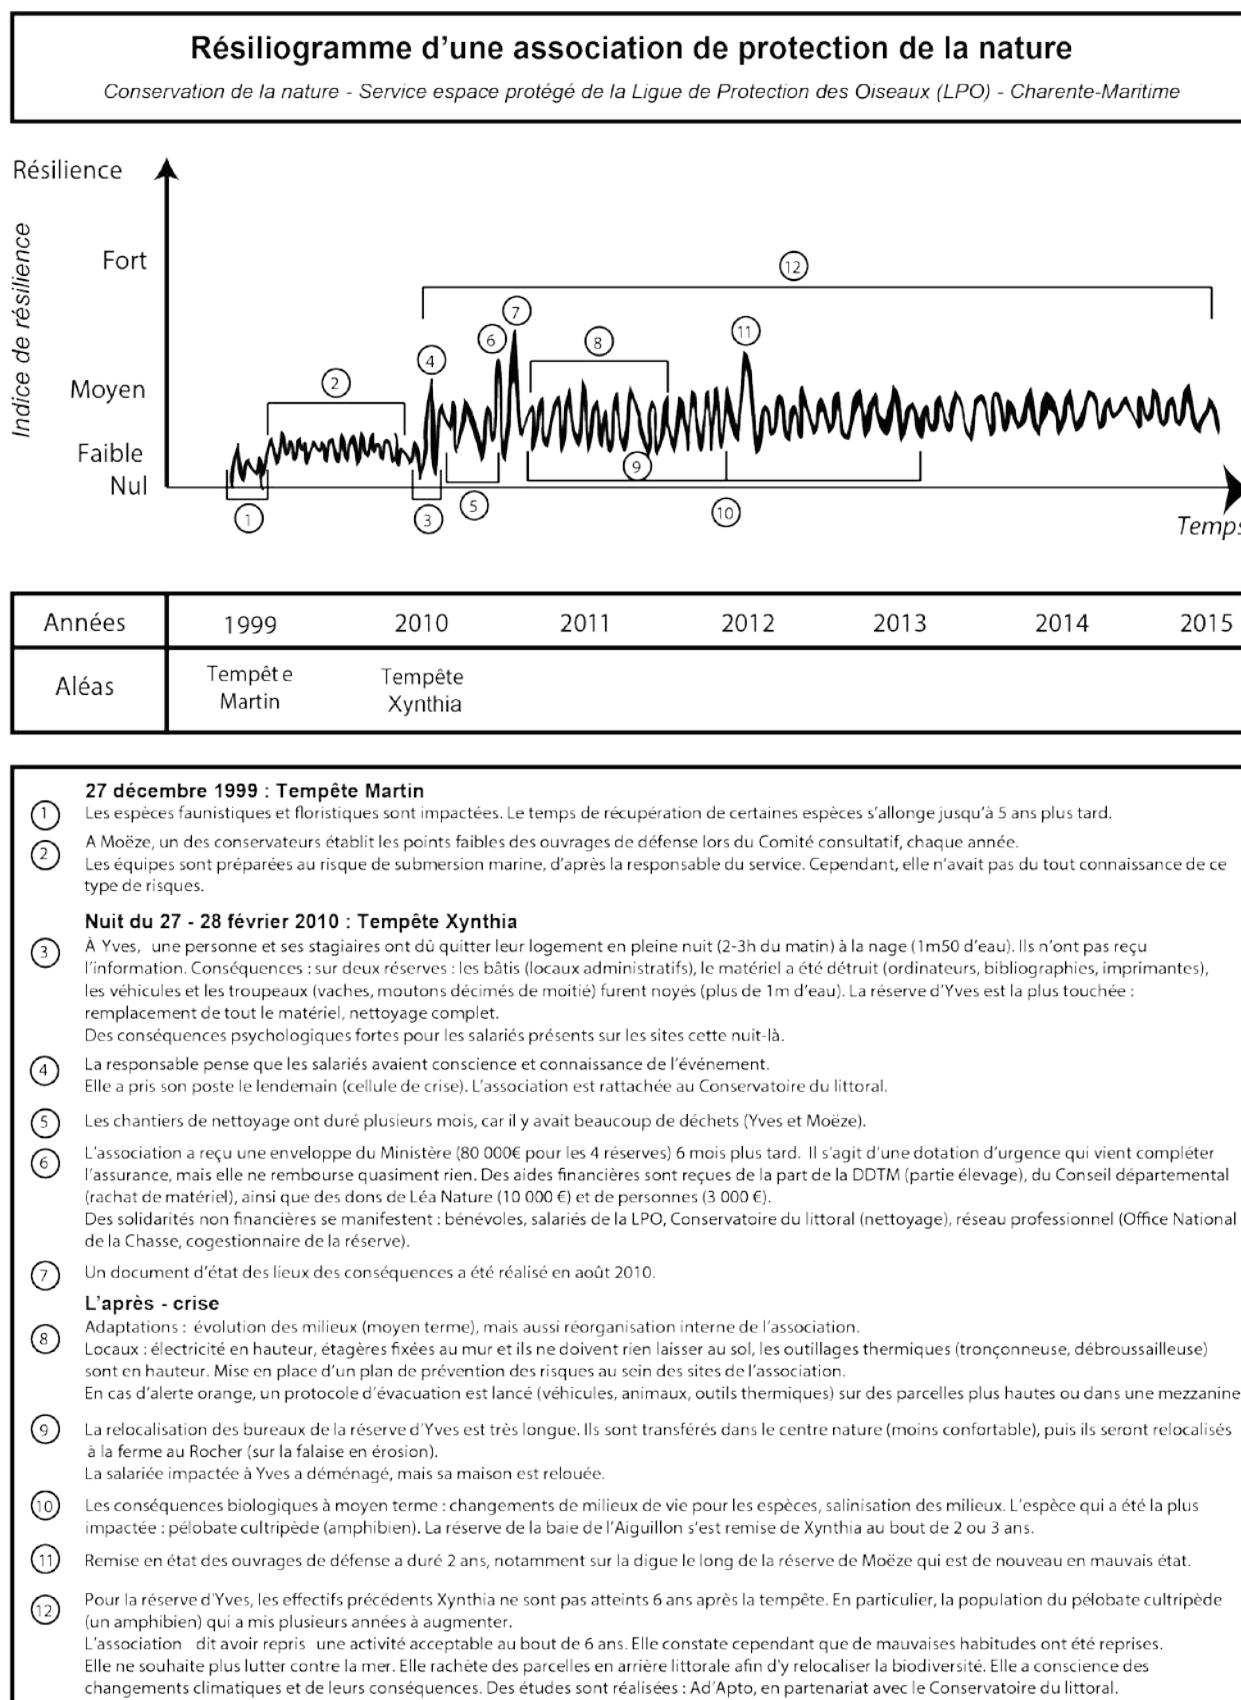 Résiliogramme d'une association de protection de la nature
Conservation de la nature - Service espace protégé de la Ligue de Protection des Oiseaux (LPO) - Charente-Maritime
Résilience
Indice de résilience
Fort
Moyen
Faible
Nul
12
7
11
6
8
4
2
9
5
10
1
3
Temps
Années
1999
2010
2011
2012
2013
2014
2015
Aléas
Tempête
Martin
Tempête
Xynthia
27 décembre 1999 : Tempête Martin
1 Les espèces faunistiques et floristiques sont impactées. Le temps de récupération de certaines espèces s'allonge jusqu'à 5 ans plus tard.
2 A Moëze, un des conservateurs établit les points faibles des ouvrages de défense lors du Comité consultatif, chaque année.
Les équipes sont préparées au risque de submersion marine, d'après la responsable du service. Cependant, elle n'avait pas du tout connaissance de ce
type de risques.
Nuit du 27 - 28 février 2010 : Tempête Xynthia
3 À Yves, une personne et ses stagiaires ont dû quitter leur logement en pleine nuit (2-3h du matin) à la nage (1m50 d'eau). Ils n'ont pas reçu
l'information. Conséquences : sur deux réserves : les bâtis (locaux administratifs), le matériel a été détruit (ordinateurs, bibliographies, imprimantes),
les véhicules et les troupeaux (vaches, moutons décimés de moitié) furent noyés (plus de 1m d'eau). La réserve d'Yves est la plus touchée :
remplacement de tout le matériel, nettoyage complet.
Des conséquences psychologiques fortes pour les salariés présents sur les sites cette nuit-là.
4 La responsable pense que les salariés avaient conscience et connaissance de l'événement.
Elle a pris son poste le lendemain (cellule de crise). L'association est rattachée au Conservatoire du littoral.
5 Les chantiers de nettoyage ont duré plusieurs mois, car il y avait beaucoup de déchets (Yves et Moëze).
6 L'association a reçu une enveloppe du Ministère (80 000€ pour les 4 réserves) 6 mois plus tard. Il s'agit d'une dotation d'urgence qui vient compléter
l'assurance, mais elle ne rembourse quasiment rien. Des aides financières sont reçues de la part de la DDTM (partie élevage), du Conseil départemental
(rachat de matériel), ainsi que des dons de Léa Nature (10 000 €) et de personnes (3 000 €).
Des solidarités non financières se manifestent : bénévoles, salariés de la LPO, Conservatoire du littoral (nettoyage), réseau professionnel (Office National
de la Chasse, cogestionnaire de la réserve).
7 Un document d'état des lieux des conséquences a été réalisé en août 2010.
L'après - crise
8 Adaptations : évolution des milieux (moyen terme), mais aussi réorganisation interne de l'association.
Locaux : électricité en hauteur, étagères fixées au mur et ils ne doivent rien laisser au sol, les outillages thermiques (tronçonneuse, débroussailleuse)
sont en hauteur. Mise en place d'un plan de prévention des risques au sein des sites de l'association.
En cas d'alerte orange, un protocole d'évacuation est lancé (véhicules, animaux, outils thermiques) sur des parcelles plus hautes ou dans une mezzanine
9 La relocalisation des bureaux de la réserve d'Yves est très longue. Ils sont transférés dans le centre nature (moins confortable), puis ils seront relocalisés
à la ferme au Rocher (sur la falaise en érosion).
La salariée impactée à Yves a déménagé, mais sa maison est relouée.
10 Les conséquences biologiques à moyen terme : changements de milieux de vie pour les espèces, salinisation des milieux. L'espèce qui a été la plus
impactée : pélobate cultripède (amphibien). La réserve de la baie de l'Aiguillon s'est remise de Xynthia au bout de 2 ou 3 ans.
11 Remise en état des ouvrages de défense a duré 2 ans, notamment sur la digue le long de la réserve de Moëze qui est de nouveau en mauvais état.
12 Pour la réserve d'Yves, les effectifs précédents Xynthia ne sont pas atteints 6 ans après la tempête. En particulier, la population du pélobate cultripède
(un amphibien) qui a mis plusieurs années à augmenter.
L'association dit avoir repris une activité acceptable au bout de 6 ans. Elle constate cependant que de mauvaises habitudes ont été reprises.
Elle ne souhaite plus lutter contre la mer. Elle rachète des parcelles en arrière littorale afin d'y relocaliser la biodiversité. Elle a conscience des
changements climatiques et de leurs conséquences. Des études sont réalisées : Ad'Apto, en partenariat avec le Conservatoire du littoral.